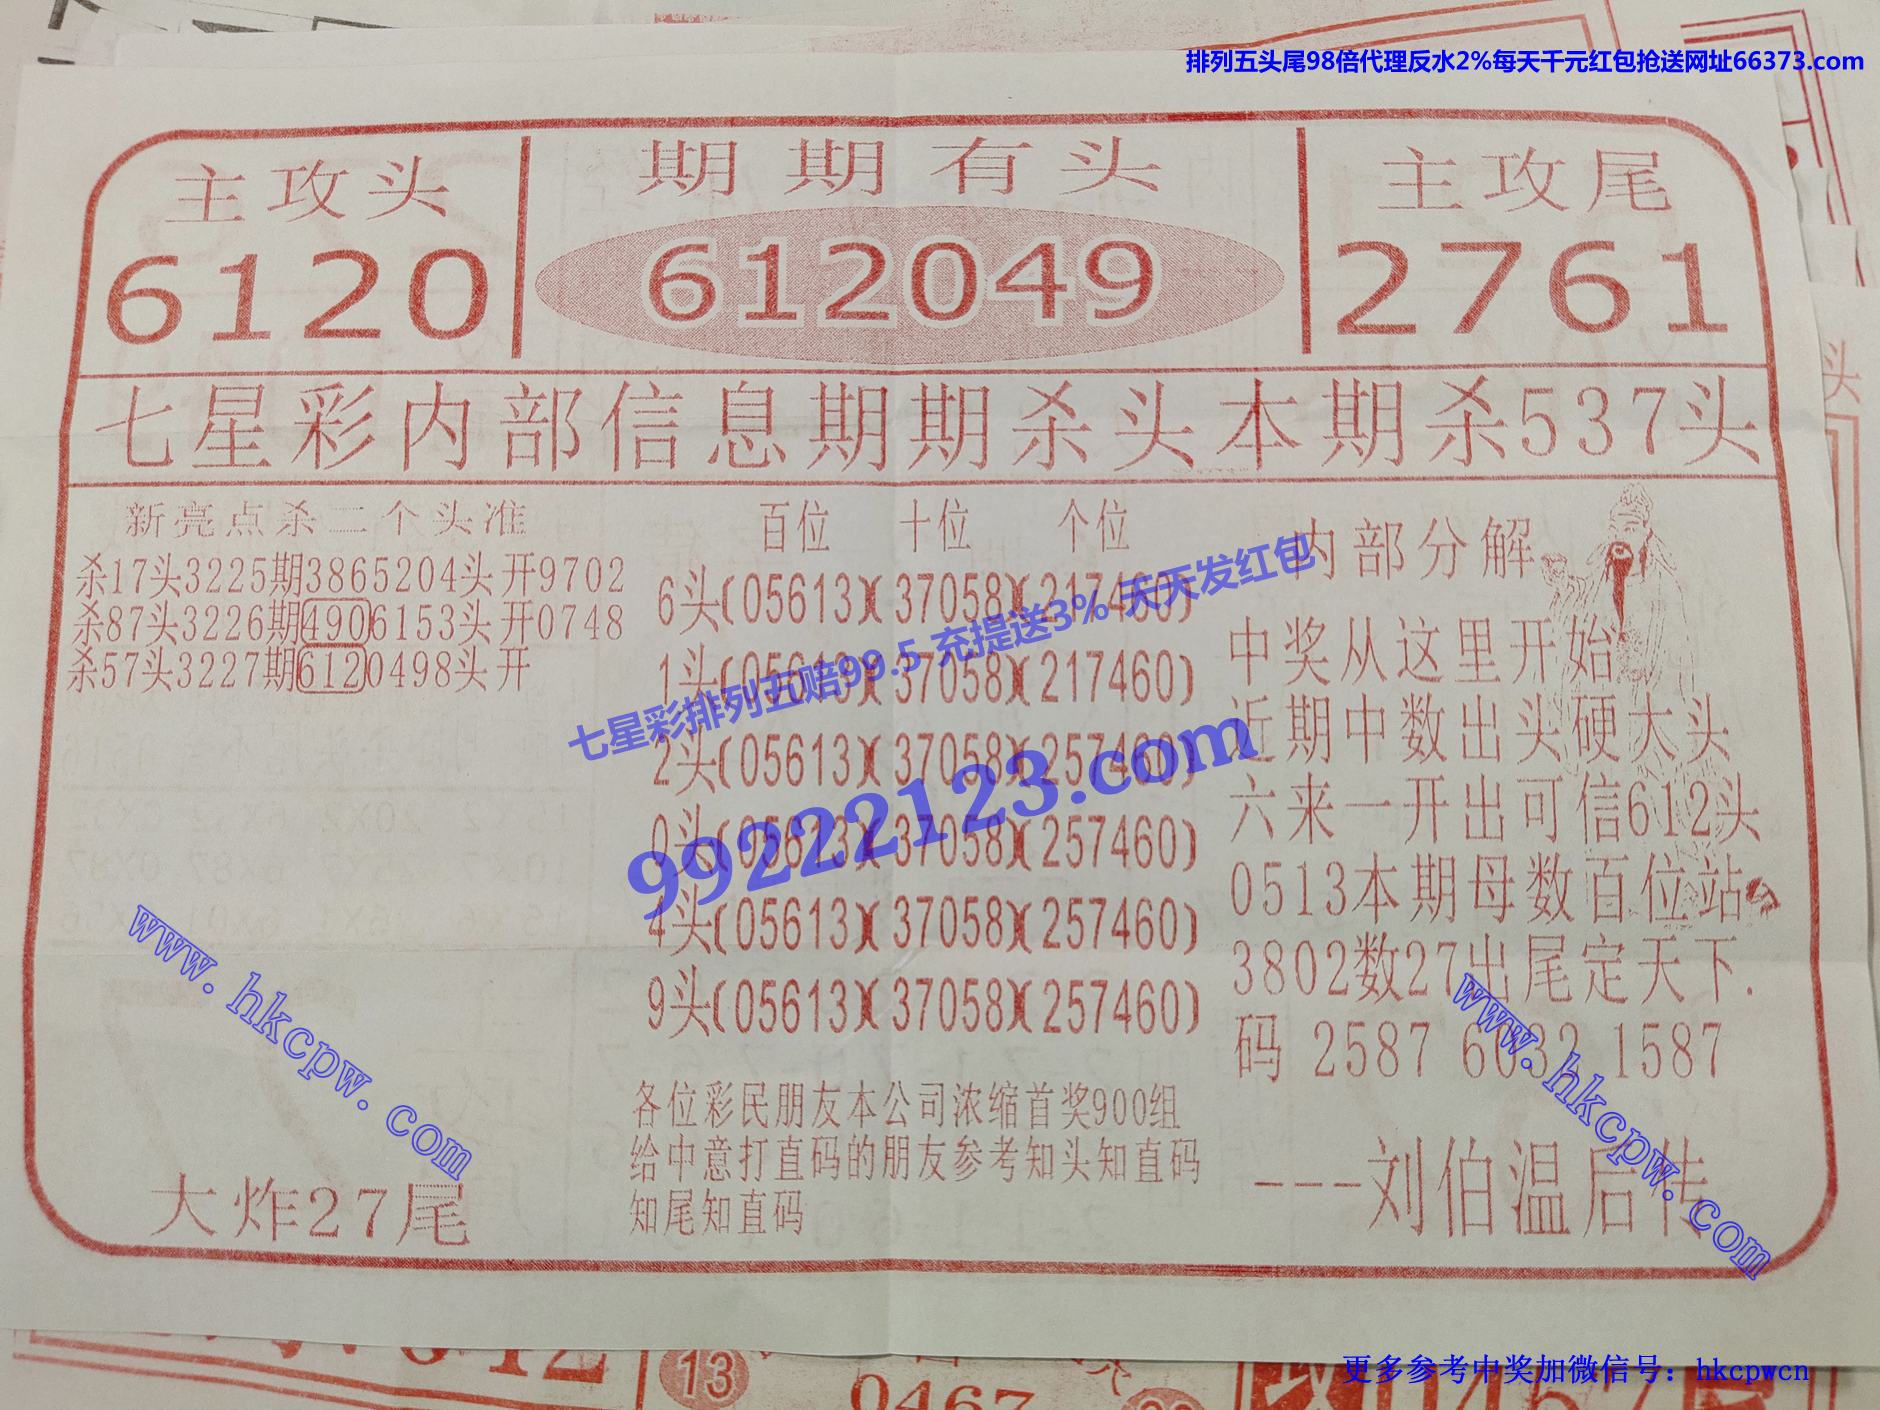 排列五头尾98倍代理反水2%每天千元红包抢送网址66373.com
主攻头
6120
期期有头
612049
主攻尾
2761
七星彩内部信息期期杀头本期杀537头
新亮点杀二个头准
杀17头3225期3865204头开9702
杀87头3226期4906153头开0748
杀57头3227期6120498头开
大炸27尾
百位 十位 个位
6头(05613)(37058)(217460)
1头(05613)(37058)(217460)
2头(05613)(37058)(257460)
0头(05613)(37058)(257460)
4头(05613)(37058)(257460)
9头(05613)(37058)(257460)
各位彩民朋友本公司浓缩首奖900组
给中意打直码的朋友参考知头知直码
知尾知直码
内部分解
中奖从这里开始
近期中数出头硬大头
六来一开出可信612头
0513本期母数百位站
3802数27出尾定天下.
码 2587 6032 1587
---刘伯温后传
七星彩排列五赔99.5 充提送3% 天天发红包
99222123.com
www.hkcpw.com
www.hkcpw.com
13
0467
更多参考中奖加微信号：hkcpwcn